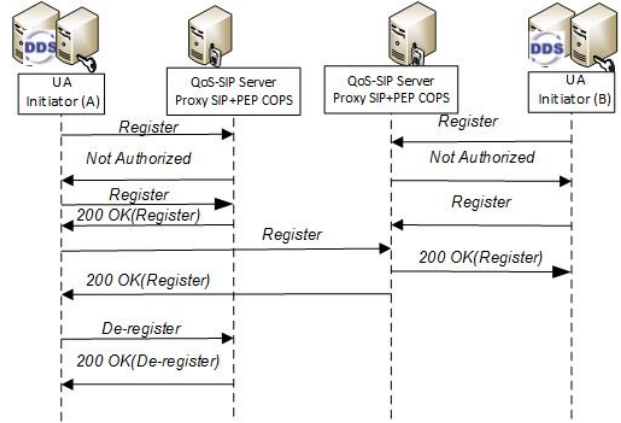 DDS
DDS
UA
Initiator (A)
QoS-SIP Server
Proxy SIP+PEP COPS
QoS-SIP Server
Proxy SIP+PEP COPS
UA
Initiator (B)
Register
Register
Not Authorized
Not Authorized
Register
Register
200 OK(Register)
Register
200 OK(Register)
200 OK(Register)
De-register
200 OK(De-register)